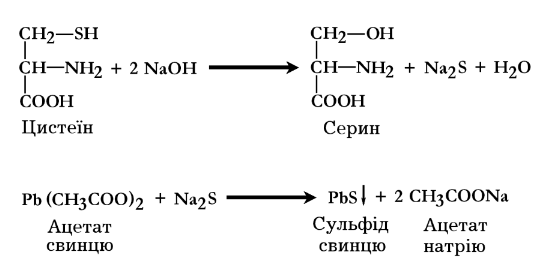 CH2—SH CH2—OH
CH—NH2 + 2 NaOH CH—NH2 + Na2S + H2O
COOH COOH
Цистеїн Серин
Pb (CH3COO)2 + Na2S PbS↓ + 2 CH3COONa
Ацетат Сульфід Ацетат
свинцю свинцю натрію